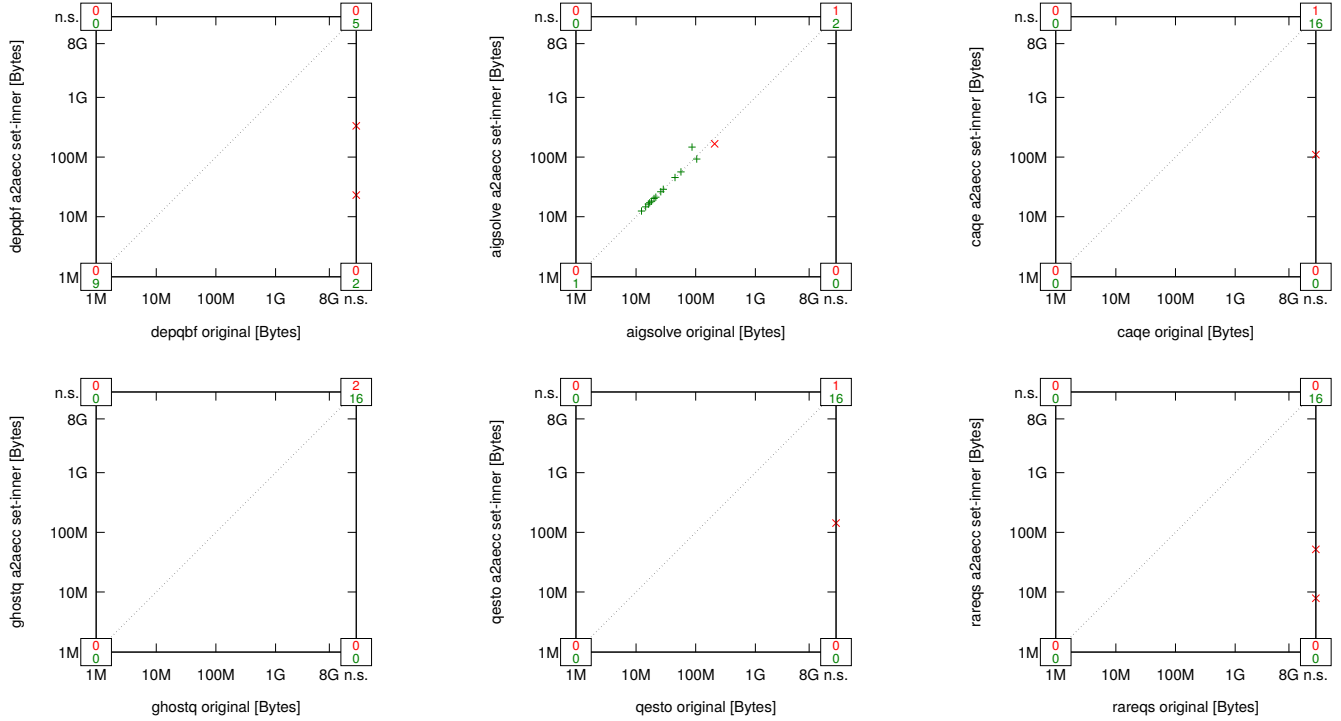 depqbf a2aecc set-inner [Bytes]
n.s.
8G
1G
100M
10M
1M
0
0
0
5
0
9
0
2
1M 10M 100M 1G 8G n.s.
depqbf original [Bytes]
aigsolve a2aecc set-inner [Bytes]
n.s.
8G
1G
100M
10M
1M
0
0
1
2
0
1
0
0
1M 10M 100M 1G 8G n.s.
aigsolve original [Bytes]
caqe a2aecc set-inner [Bytes]
n.s.
8G
1G
100M
10M
1M
0
0
1
16
0
0
0
0
1M 10M 100M 1G 8G n.s.
caqe original [Bytes]
ghostq a2aecc set-inner [Bytes]
n.s.
8G
1G
100M
10M
1M
0
0
2
16
0
0
0
0
1M 10M 100M 1G 8G n.s.
ghostq original [Bytes]
qesto a2aecc set-inner [Bytes]
n.s.
8G
1G
100M
10M
1M
0
0
1
16
0
0
0
0
1M 10M 100M 1G 8G n.s.
qesto original [Bytes]
rareqs a2aecc set-inner [Bytes]
n.s.
8G
1G
100M
10M
1M
0
0
0
16
0
0
0
0
1M 10M 100M 1G 8G n.s.
rareqs original [Bytes]